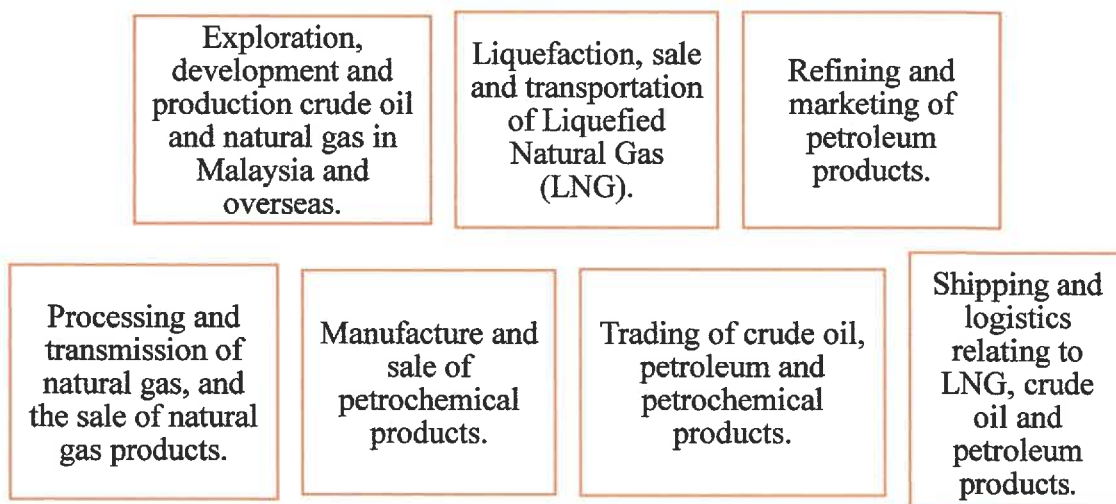 Exploration,
development and
production crude oil
and natural gas in
Malaysia and
overseas.
Liquefaction, sale
and transportation
of Liquefied
Natural Gas
(LNG).
Refining and
marketing of
petroleum
products.
Processing and
transmission of
natural gas, and
the sale of natural
gas products.
Manufacture and
sale of
petrochemical
products.
Trading of crude oil,
petroleum and
petrochemical
products.
Shipping and
logistics
relating to
LNG, crude
oil and
petroleum
products.